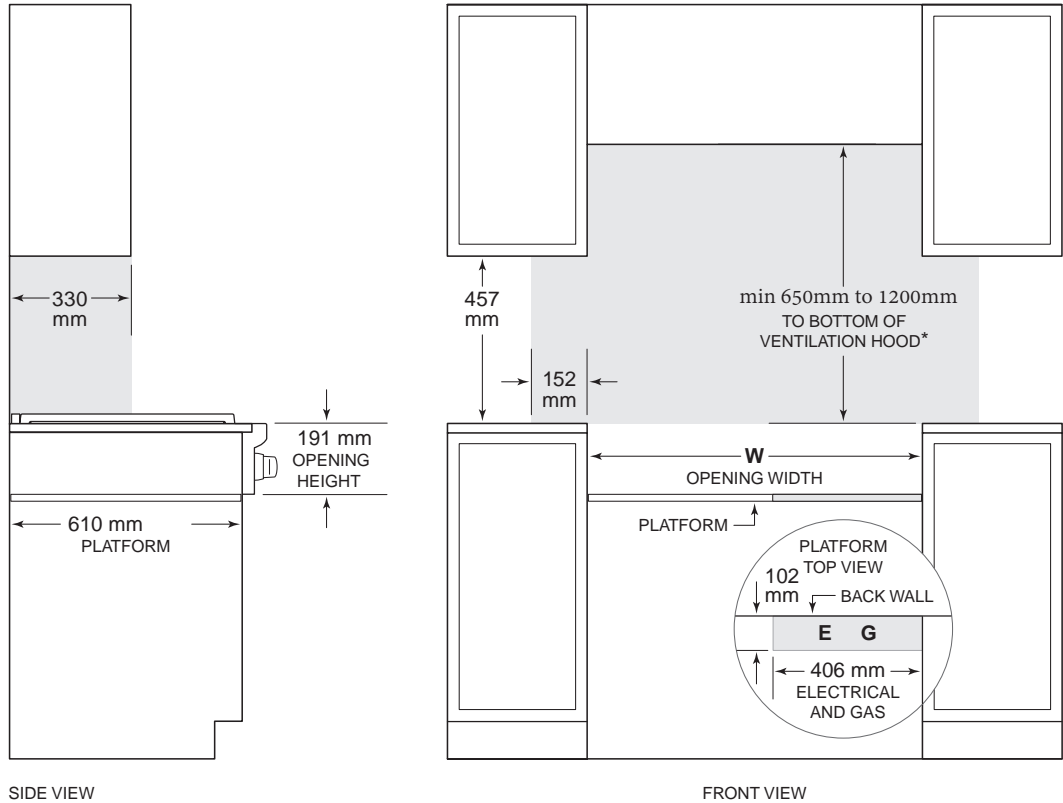 330
mm
191 mm
OPENING
HEIGHT
610 mm
PLATFORM
SIDE VIEW
457
mm
min 650mm to 1200mm
TO BOTTOM OF
VENTILATION HOOD*
152
mm
W
OPENING WIDTH
PLATFORM
PLATFORM
TOP VIEW
102
mm
BACK WALL
E G
406 mm
ELECTRICAL
AND GAS
FRONT VIEW